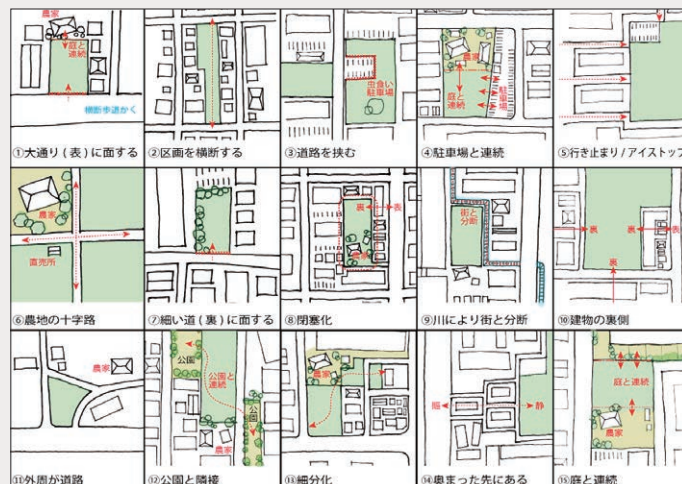 農家
庭と
連続
横断歩道かく
①大通り(表)に面する
②区画を横断する
虫食い
駐車場
③道路を挟む
農家
庭と
連続
駐車場
④駐車場と連続
⑤行き止まり/アイストップ
農家
直売所
⑥農地の十字路
⑦細い道(裏)に面する
裏
表
農家
⑧閉塞化
街と
分断
⑨川により街と分断
裏
裏
表
裏
⑩建物の裏側
農家
⑪外周が道路
公園
公園と
連続
公園
農家
⑫公園と隣接
農家
⑬細分化
賑
静
⑭奥まった先にある
庭と連続
農家
⑮庭と連続